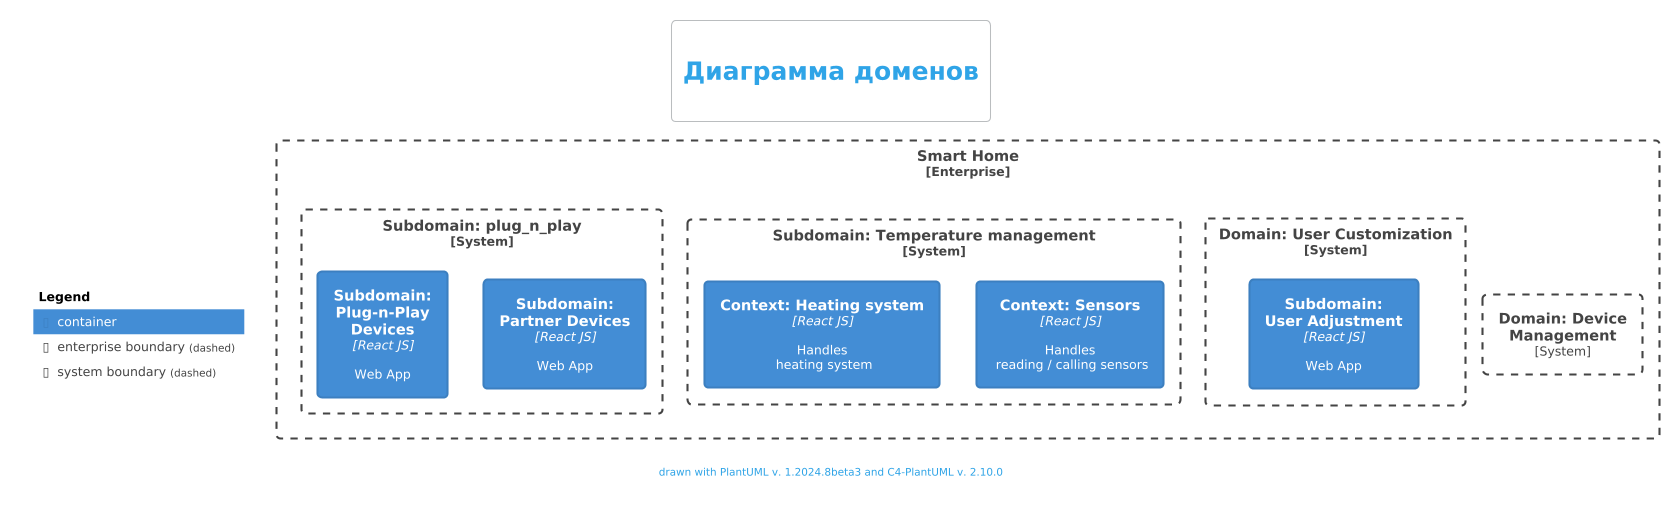 Диаграмма доменов
Smart Home
[Enterprise]
Subdomain: plug_n_play
[System]
Subdomain:
Plug-n-Play
Devices
[React JS]
Web App
Subdomain:
Partner Devices
[React JS]
Web App
Subdomain: Temperature management
[System]
Context: Heating system
[React JS]
Handles
heating system
Context: Sensors
[React JS]
Handles
reading / calling sensors
Domain: User Customization
[System]
Subdomain:
User Adjustment
[React JS]
Web App
Domain: Device
Management
[System]
Legend
container
enterprise boundary (dashed)
system boundary (dashed)
drawn with PlantUML v. 1.2024.8beta3 and C4-PlantUML v. 2.10.0